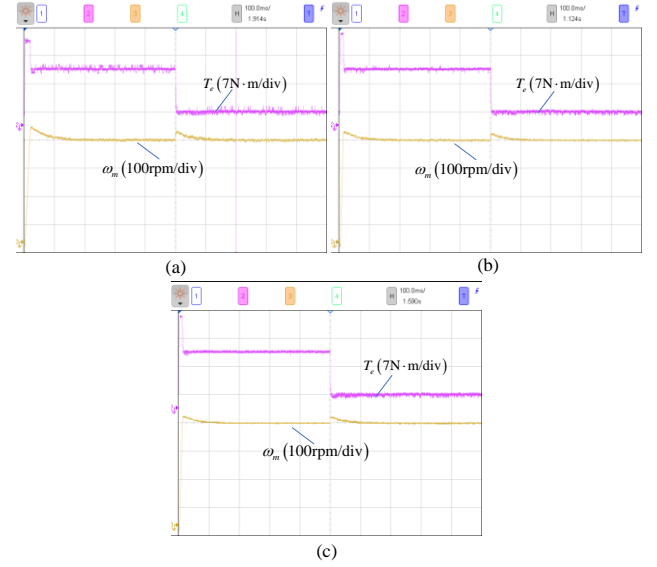 1 2 3 4 H 100.0ms/ 1.914s T
T_e (7N·m/div)
ω_m (100rpm/div)
(a)
1 2 3 4 H 100.0ms/ 1.124s T
T_e (7N·m/div)
ω_m (100rpm/div)
(b)
1 2 3 4 H 100.0ms/ 1.590s T
T_e (7N·m/div)
ω_m (100rpm/div)
(c)